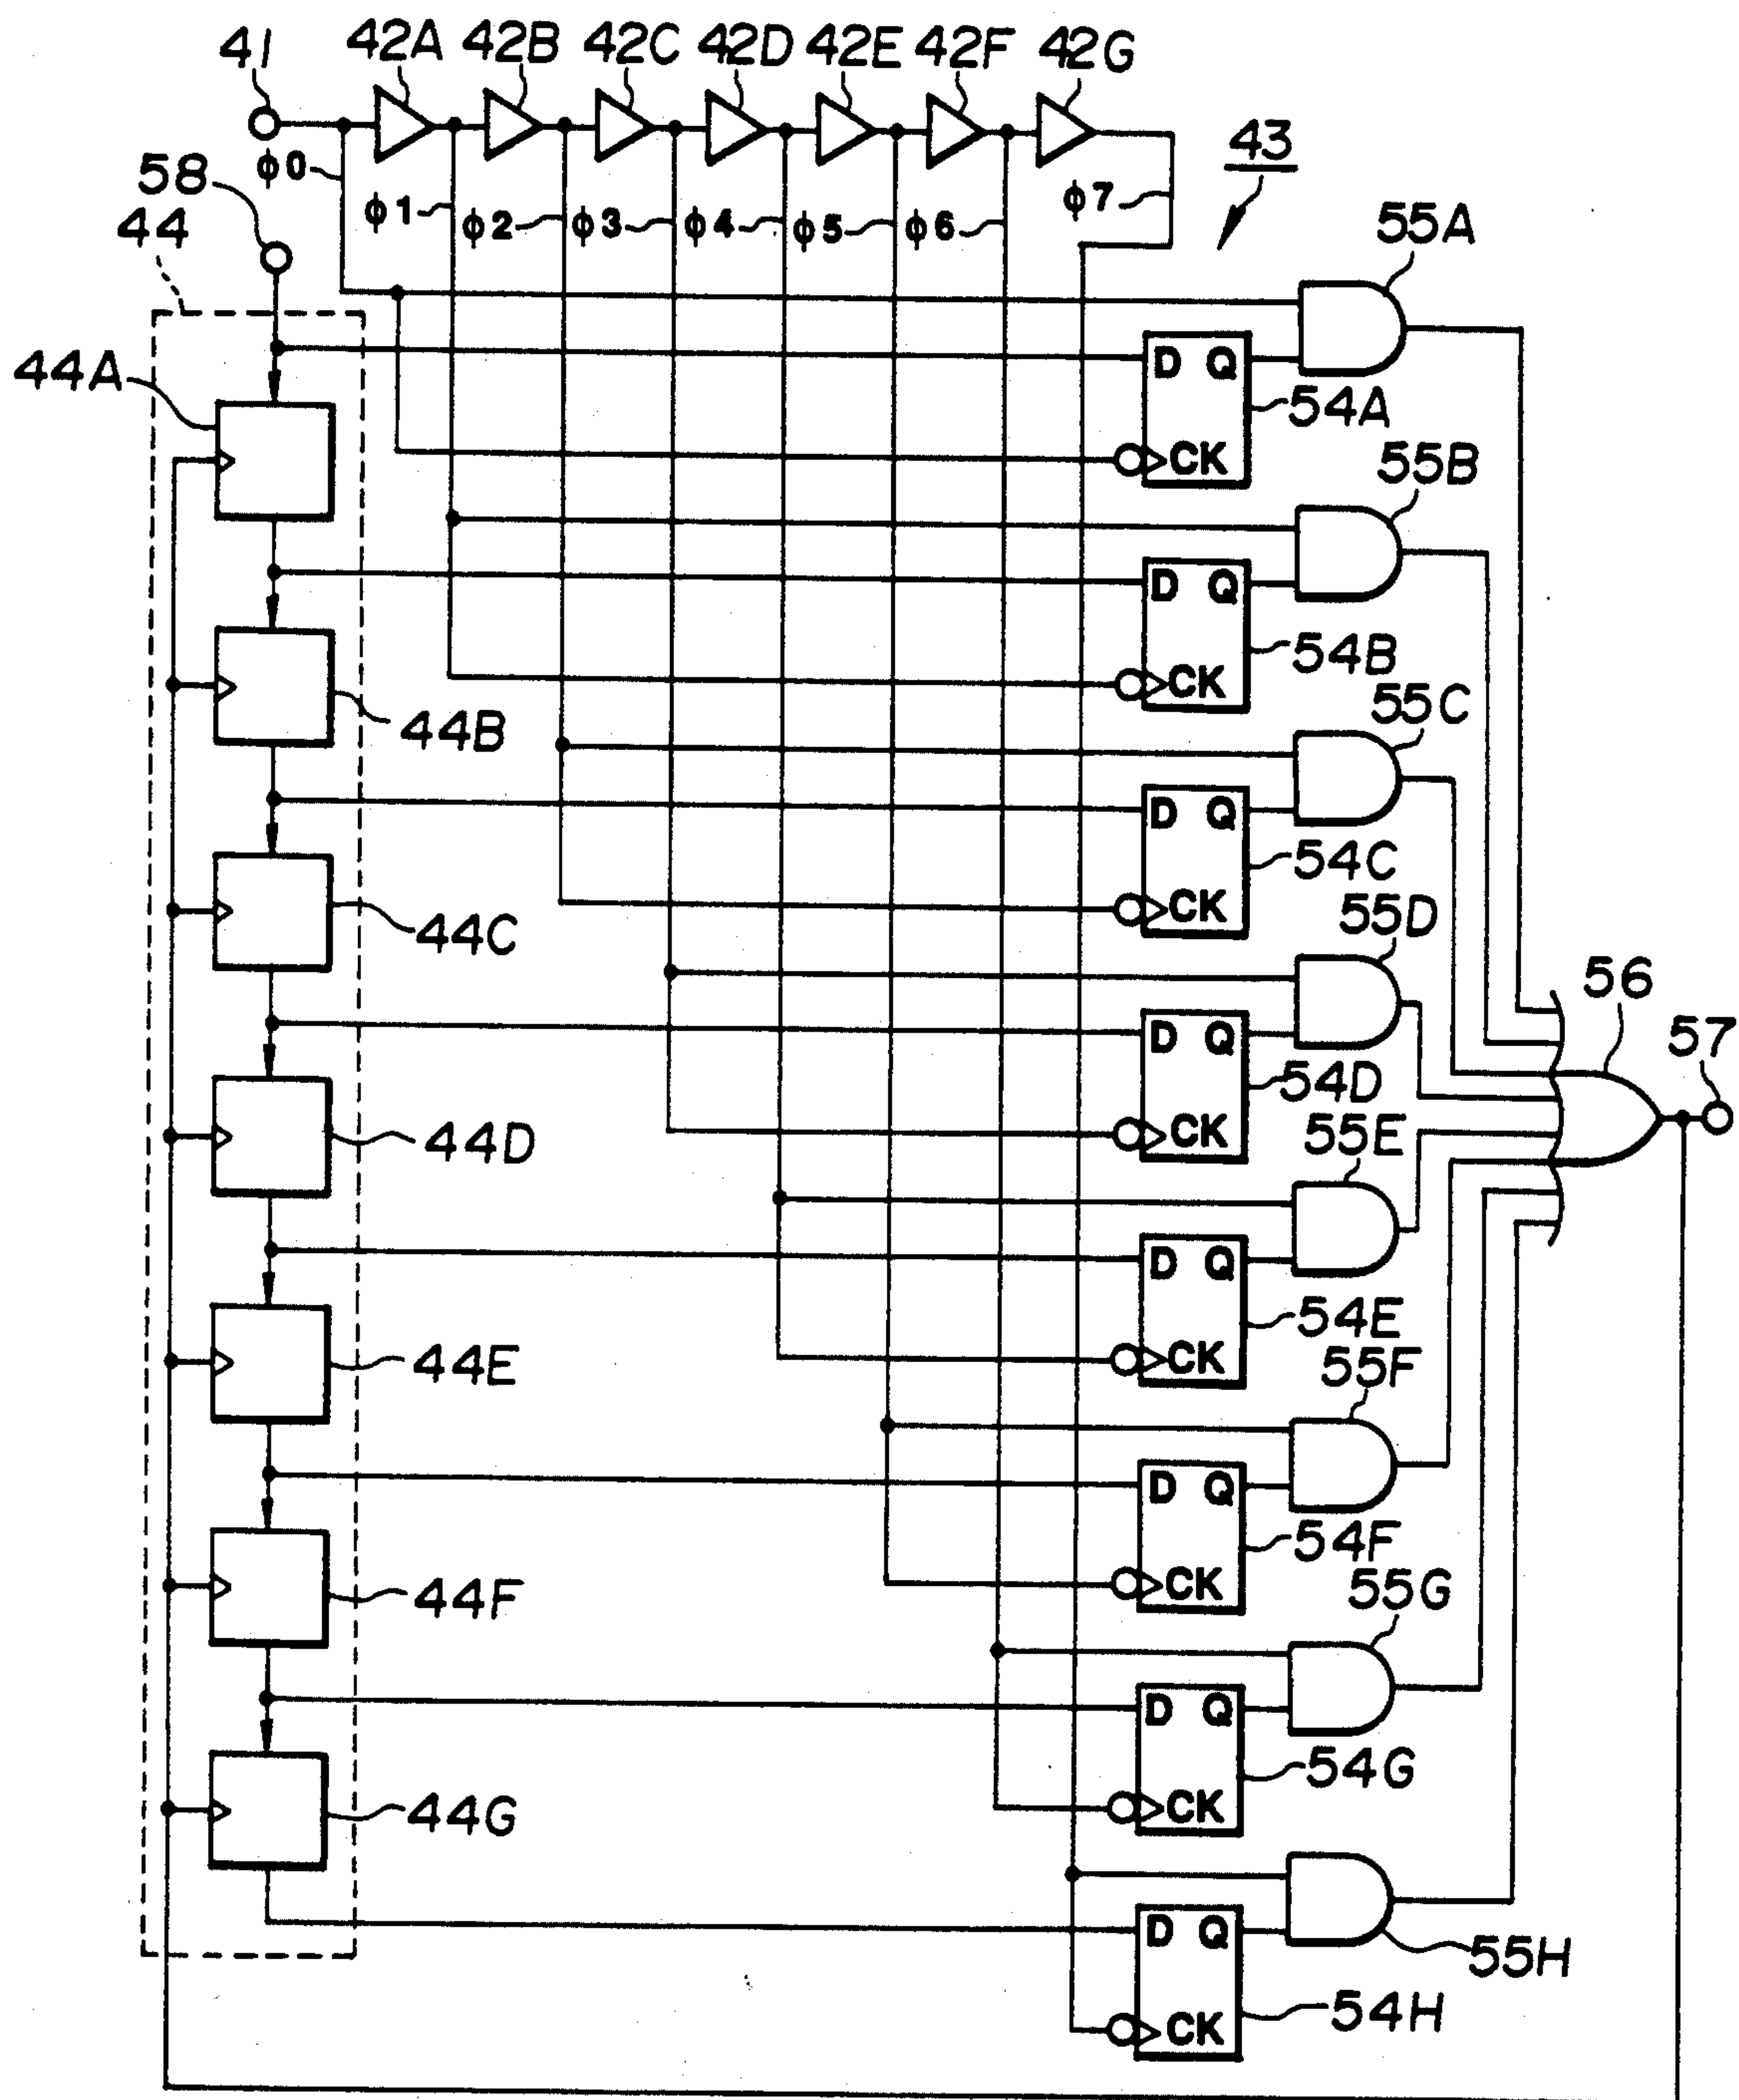 41 42A 42B 42C 42D 42E 42F 42G
43
58 φ0
φ1 φ2 φ3 φ4 φ5 φ6 φ7
44
55A
44A
D Q
54A
CK
55B
D Q
54B
CK
44B
55C
D Q
54C
CK
44C
55D
56
57
D Q
54D
CK
44D
55E
D Q
54E
CK
44E
55F
D Q
54F
CK
44F
55G
D Q
54G
CK
44G
D Q
55H
54H
CK